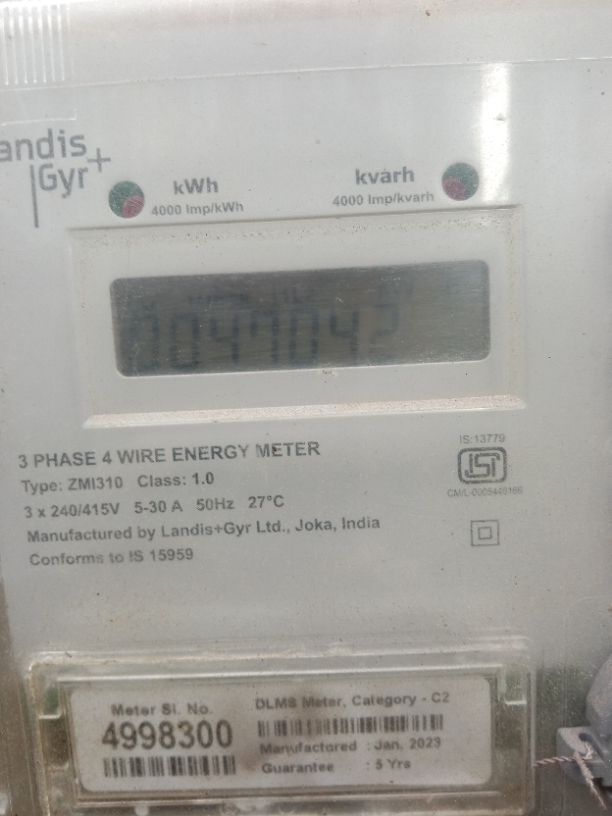 andis
Gyr+
kWh
4000 Imp/kWh
kvarh
4000 Imp/kvarh
3 PHASE 4 WIRE ENERGY METER
Type: ZMI310 Class: 1.0
3 x 240/415V 5-30 A 50Hz 27°C
Manufactured by Landis+Gyr Ltd., Joka, India
Conforms to IS 15959
IS:13779
ISI
Meter Sl. No.
4998300
DLMS Meter, Category - C2
Manufactured : Jan, 2023
Guarantee : 5 Yrs